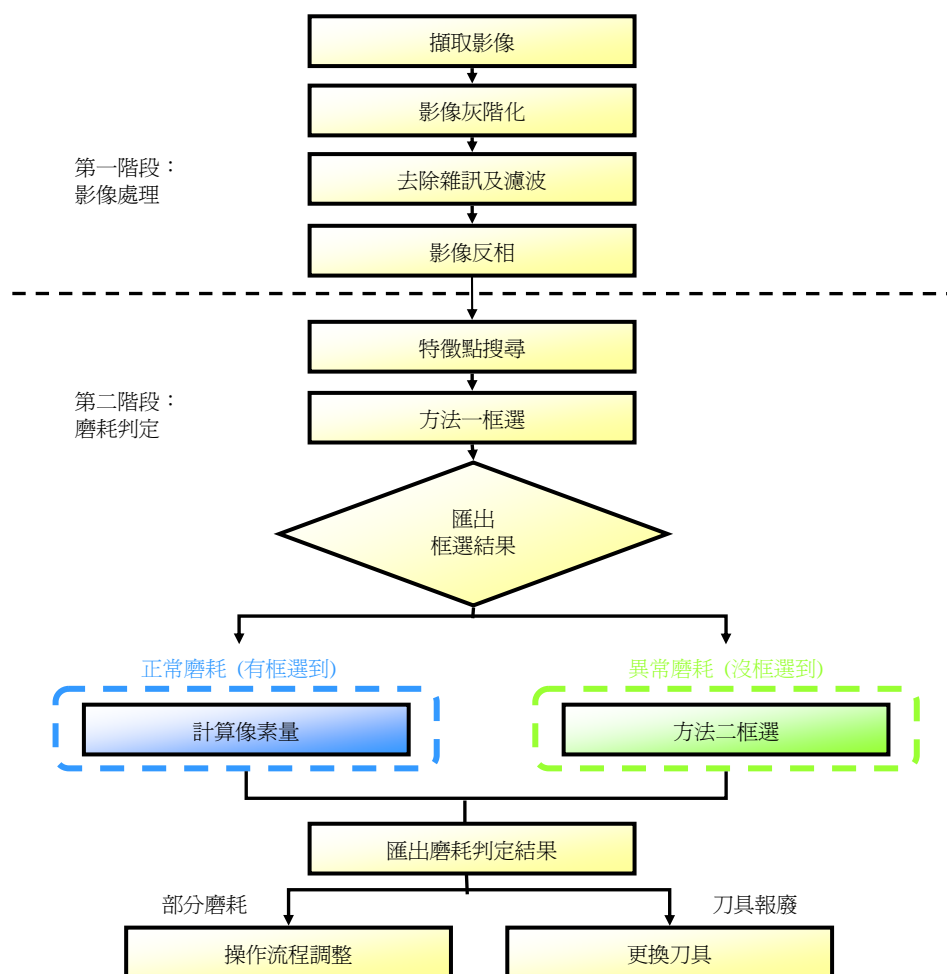 擷取影像
影像灰階化
第一階段：
影像處理
去除雜訊及濾波
影像反相
特徵點搜尋
第二階段：
磨耗判定
方法一框選
匯出
框選結果
正常磨耗 (有框選到)
異常磨耗 (沒框選到)
計算像素量
方法二框選
匯出磨耗判定結果
部分磨耗
刀具報廢
操作流程調整
更換刀具